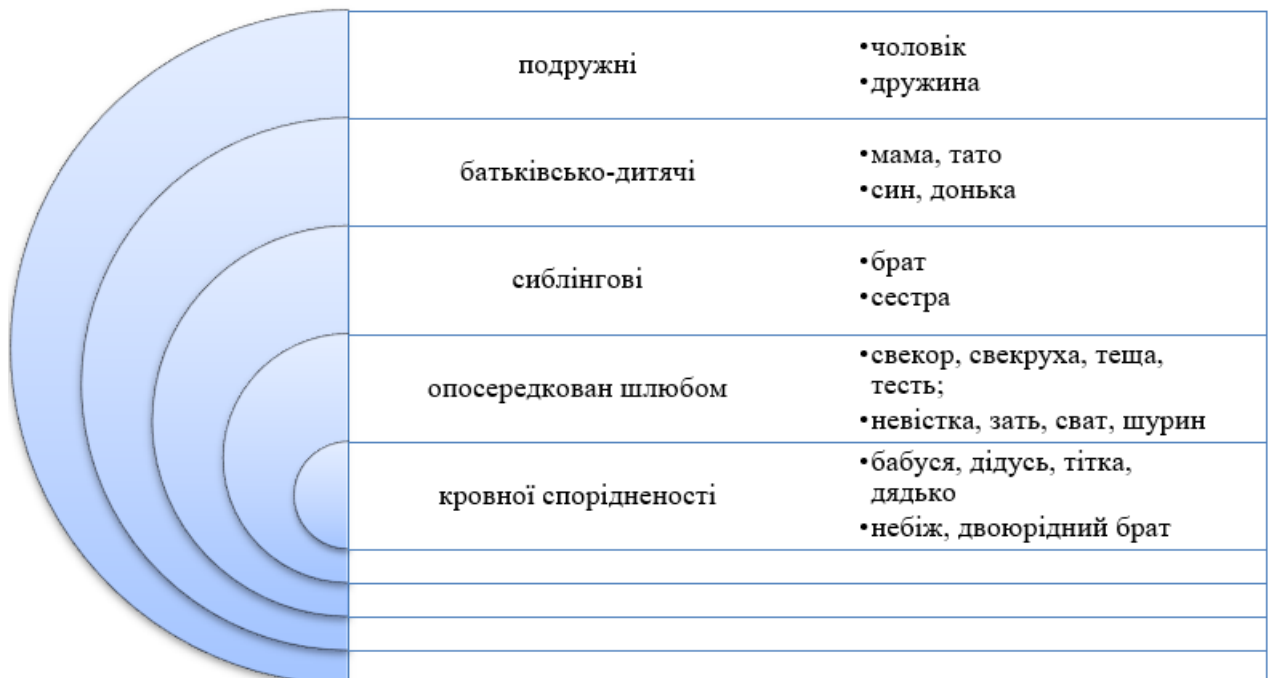 подружні
•чоловік
•дружина
батьківсько-дитячі
•мама, тато
•син, донька
сиблінгові
•брат
•сестра
опосередкован шлюбом
•свекор, свекруха, теща,
тесть;
•невістка, зать, сват, шурин
кровної спорідненості
•бабуся, дідусь, тітка,
дядько
•небіж, двоюрідний брат